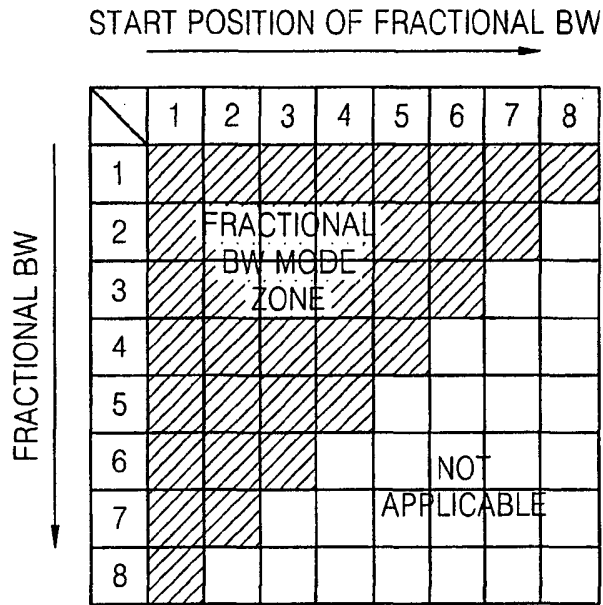 START POSITION OF FRACTIONAL BW
1 2 3 4 5 6 7 8
1
2
3
4
5
6
7
8
FRACTIONAL BW
FRACTIONAL
BW MODE
ZONE
NOT
APPLICABLE